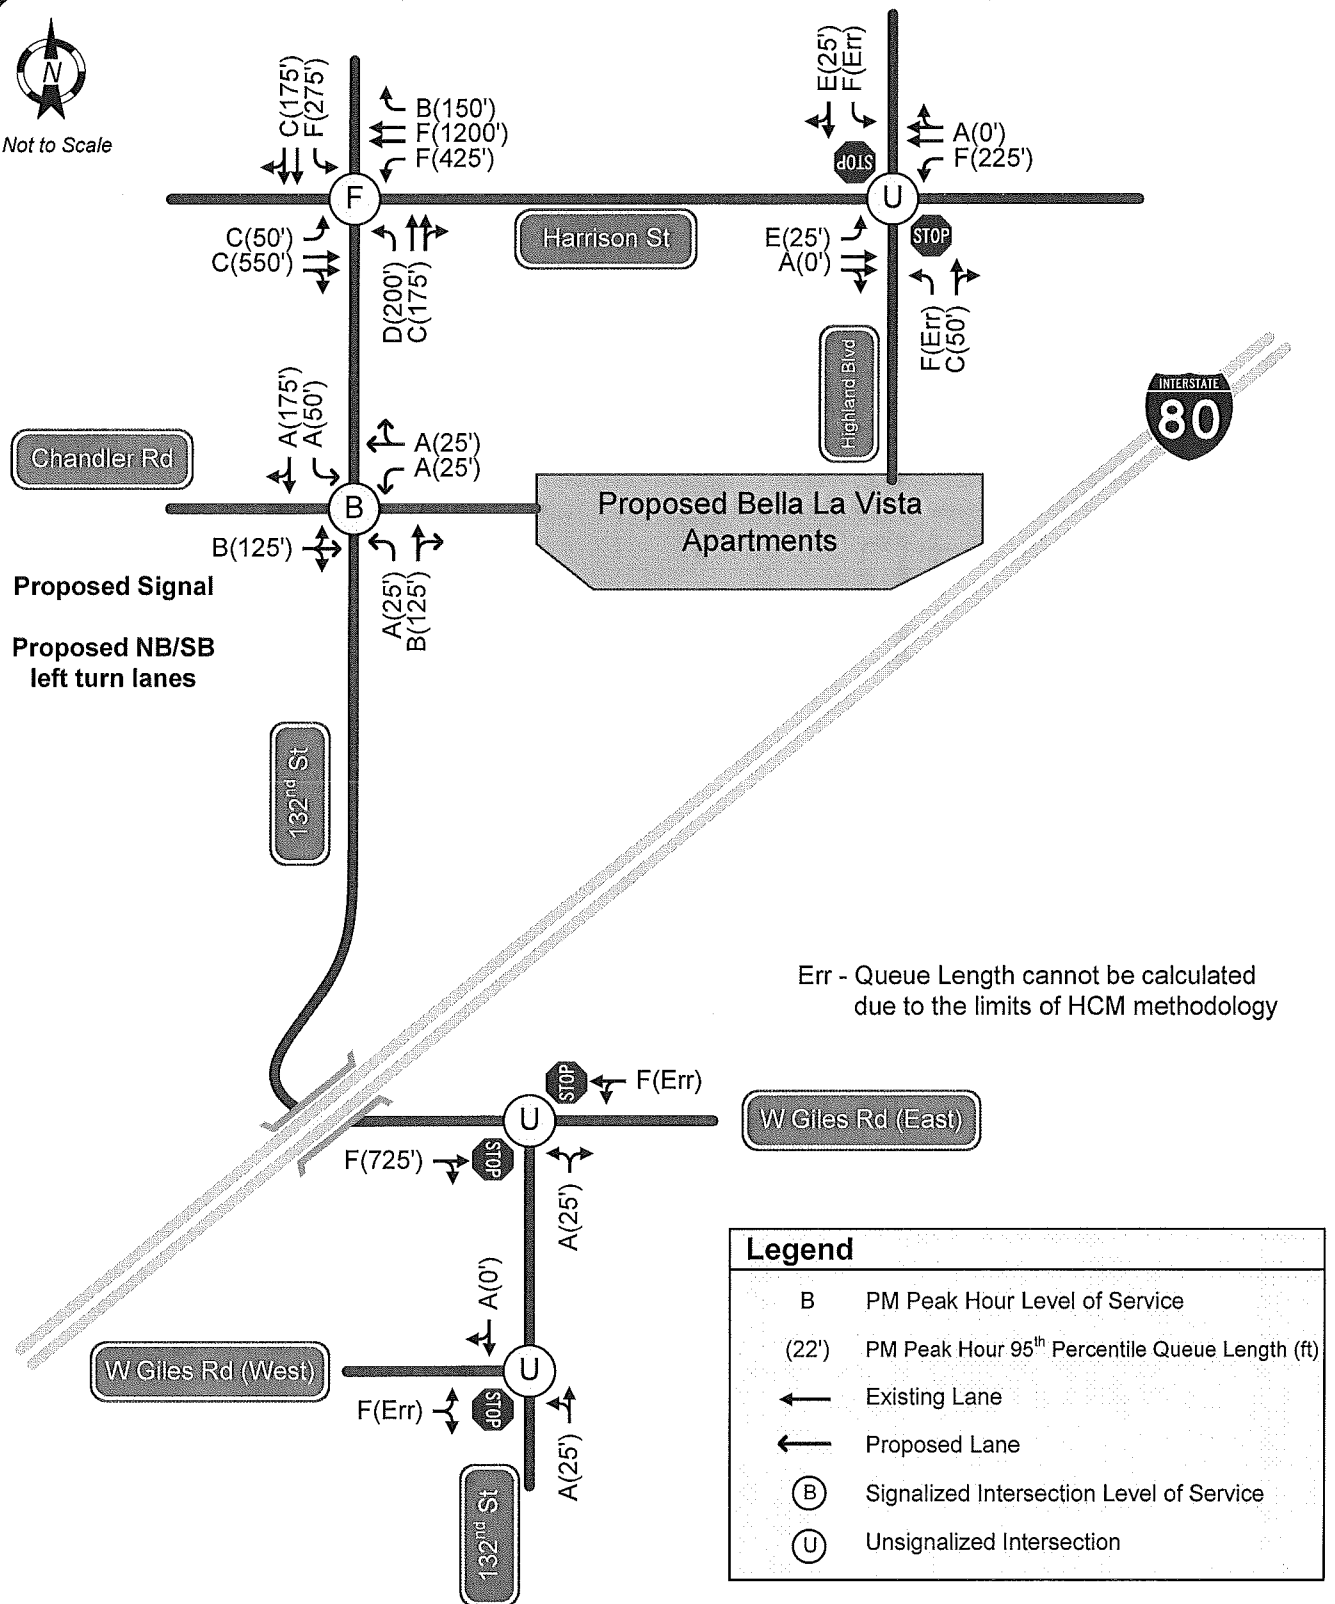 N
Not to Scale
C(175')
F(275')
B(150')
F(1200')
F(425')
E(25')
F(Err)
STOP
A(0')
F(225')
F
U
C(50')
C(550')
D(200')
C(175')
Harrison St
E(25')
A(0')
STOP
F(Err)
C(50')
Highland Blvd
INTERSTATE
80
A(175')
A(50')
A(25')
A(25')
Chandler Rd
B
B(125')
A(25')
B(125')
Proposed Bella La Vista
Apartments
Proposed Signal
Proposed NB/SB
left turn lanes
132nd St
Err - Queue Length cannot be calculated
due to the limits of HCM methodology
STOP
F(Err)
U
W Giles Rd (East)
F(725')
STOP
A(25')
A(0')
W Giles Rd (West)
U
F(Err)
STOP
A(25')
132nd St
Legend
B PM Peak Hour Level of Service
(22') PM Peak Hour 95th Percentile Queue Length (ft)
Existing Lane
Proposed Lane
B Signalized Intersection Level of Service
U Unsignalized Intersection